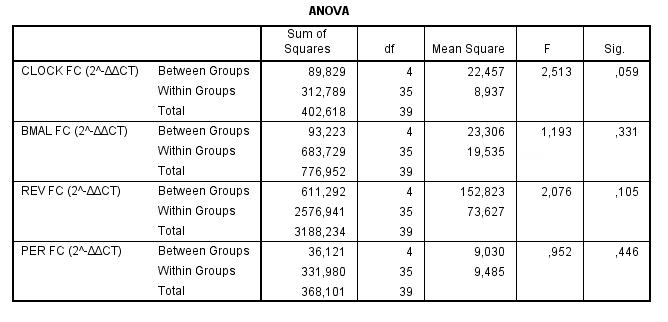 ANOVA
Sum of Squares df Mean Square F Sig.
CLOCK FC (2^-ΔΔCT) Between Groups 89,829 4 22,457 2,513 ,059
Within Groups 312,789 35 8,937
Total 402,618 39
BMAL FC (2^-ΔΔCT) Between Groups 93,223 4 23,306 1,193 ,331
Within Groups 683,729 35 19,535
Total 776,952 39
REV FC (2^-ΔΔCT) Between Groups 611,292 4 152,823 2,076 ,105
Within Groups 2576,941 35 73,627
Total 3188,234 39
PER FC (2^-ΔΔCT) Between Groups 36,121 4 9,030 ,952 ,446
Within Groups 331,980 35 9,485
Total 368,101 39